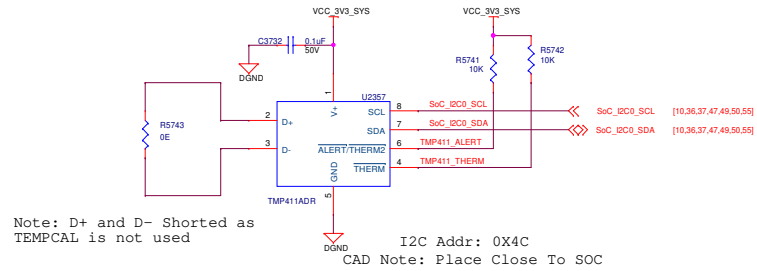 VCC_3V3_SYS
VCC_3V3_SYS
C3732
0.1uF
50V
DGND
R5741
10K
R5742
10K
R5743
0E
1
U2357
2
D+
V+
SCL
8
SoC_I2C0_SCL
SoC_I2C0_SCL [10,36,37,47,49,50,55]
SDA
7
SoC_I2C0_SDA
SoC_I2C0_SDA [10,36,37,47,49,50,55]
3
D-
ALERT/THERM2
6
TMP411_ALERT
GND
THERM
4
TMP411_THERM
5
TMP411ADR
DGND
Note: D+ and D- Shorted as
TEMPCAL is not used
I2C Addr: 0X4C
CAD Note: Place Close To SOC